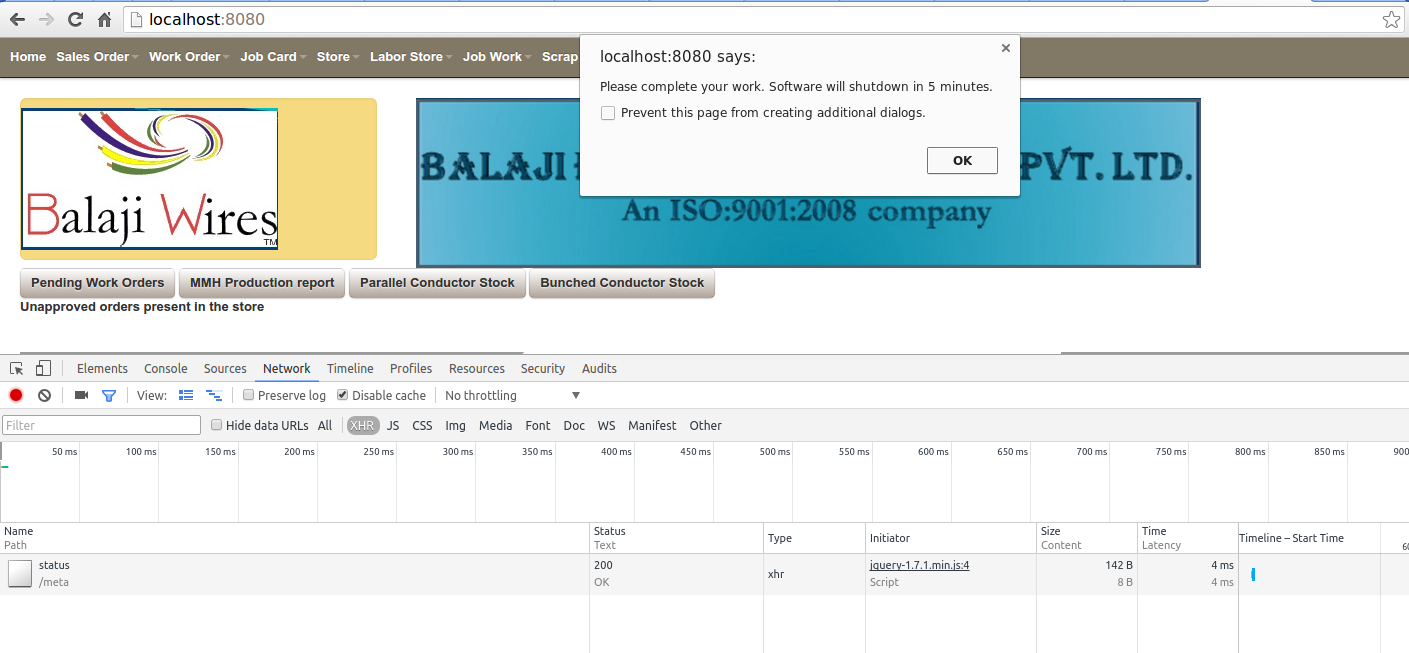 localhost:8080
Home Sales Order Work Order Job Card Store Labor Store Job Work Scrap
localhost:8080 says:
Please complete your work. Software will shutdown in 5 minutes.
Prevent this page from creating additional dialogs.
OK
Balaji Wires
TM
BALAJI PVT. LTD.
An ISO:9001:2008 company
Pending Work Orders MMH Production report Parallel Conductor Stock Bunched Conductor Stock
Unapproved orders present in the store
Elements Console Sources Network Timeline Profiles Resources Security Audits
View: Preserve log Disable cache No throttling
Filter Hide data URLs All XHR JS CSS Img Media Font Doc WS Manifest Other
50 ms 100 ms 150 ms 200 ms 250 ms 300 ms 350 ms 400 ms 450 ms 500 ms 550 ms 600 ms 650 ms 700 ms 750 ms 800 ms 850 ms 900
Name Status Type Initiator Size Time Timeline – Start Time
Path Text Content Latency 60
status 200 xhr jquery-1.7.1.min.js:4 142 B 4 ms
/meta OK Script 8 B 4 ms